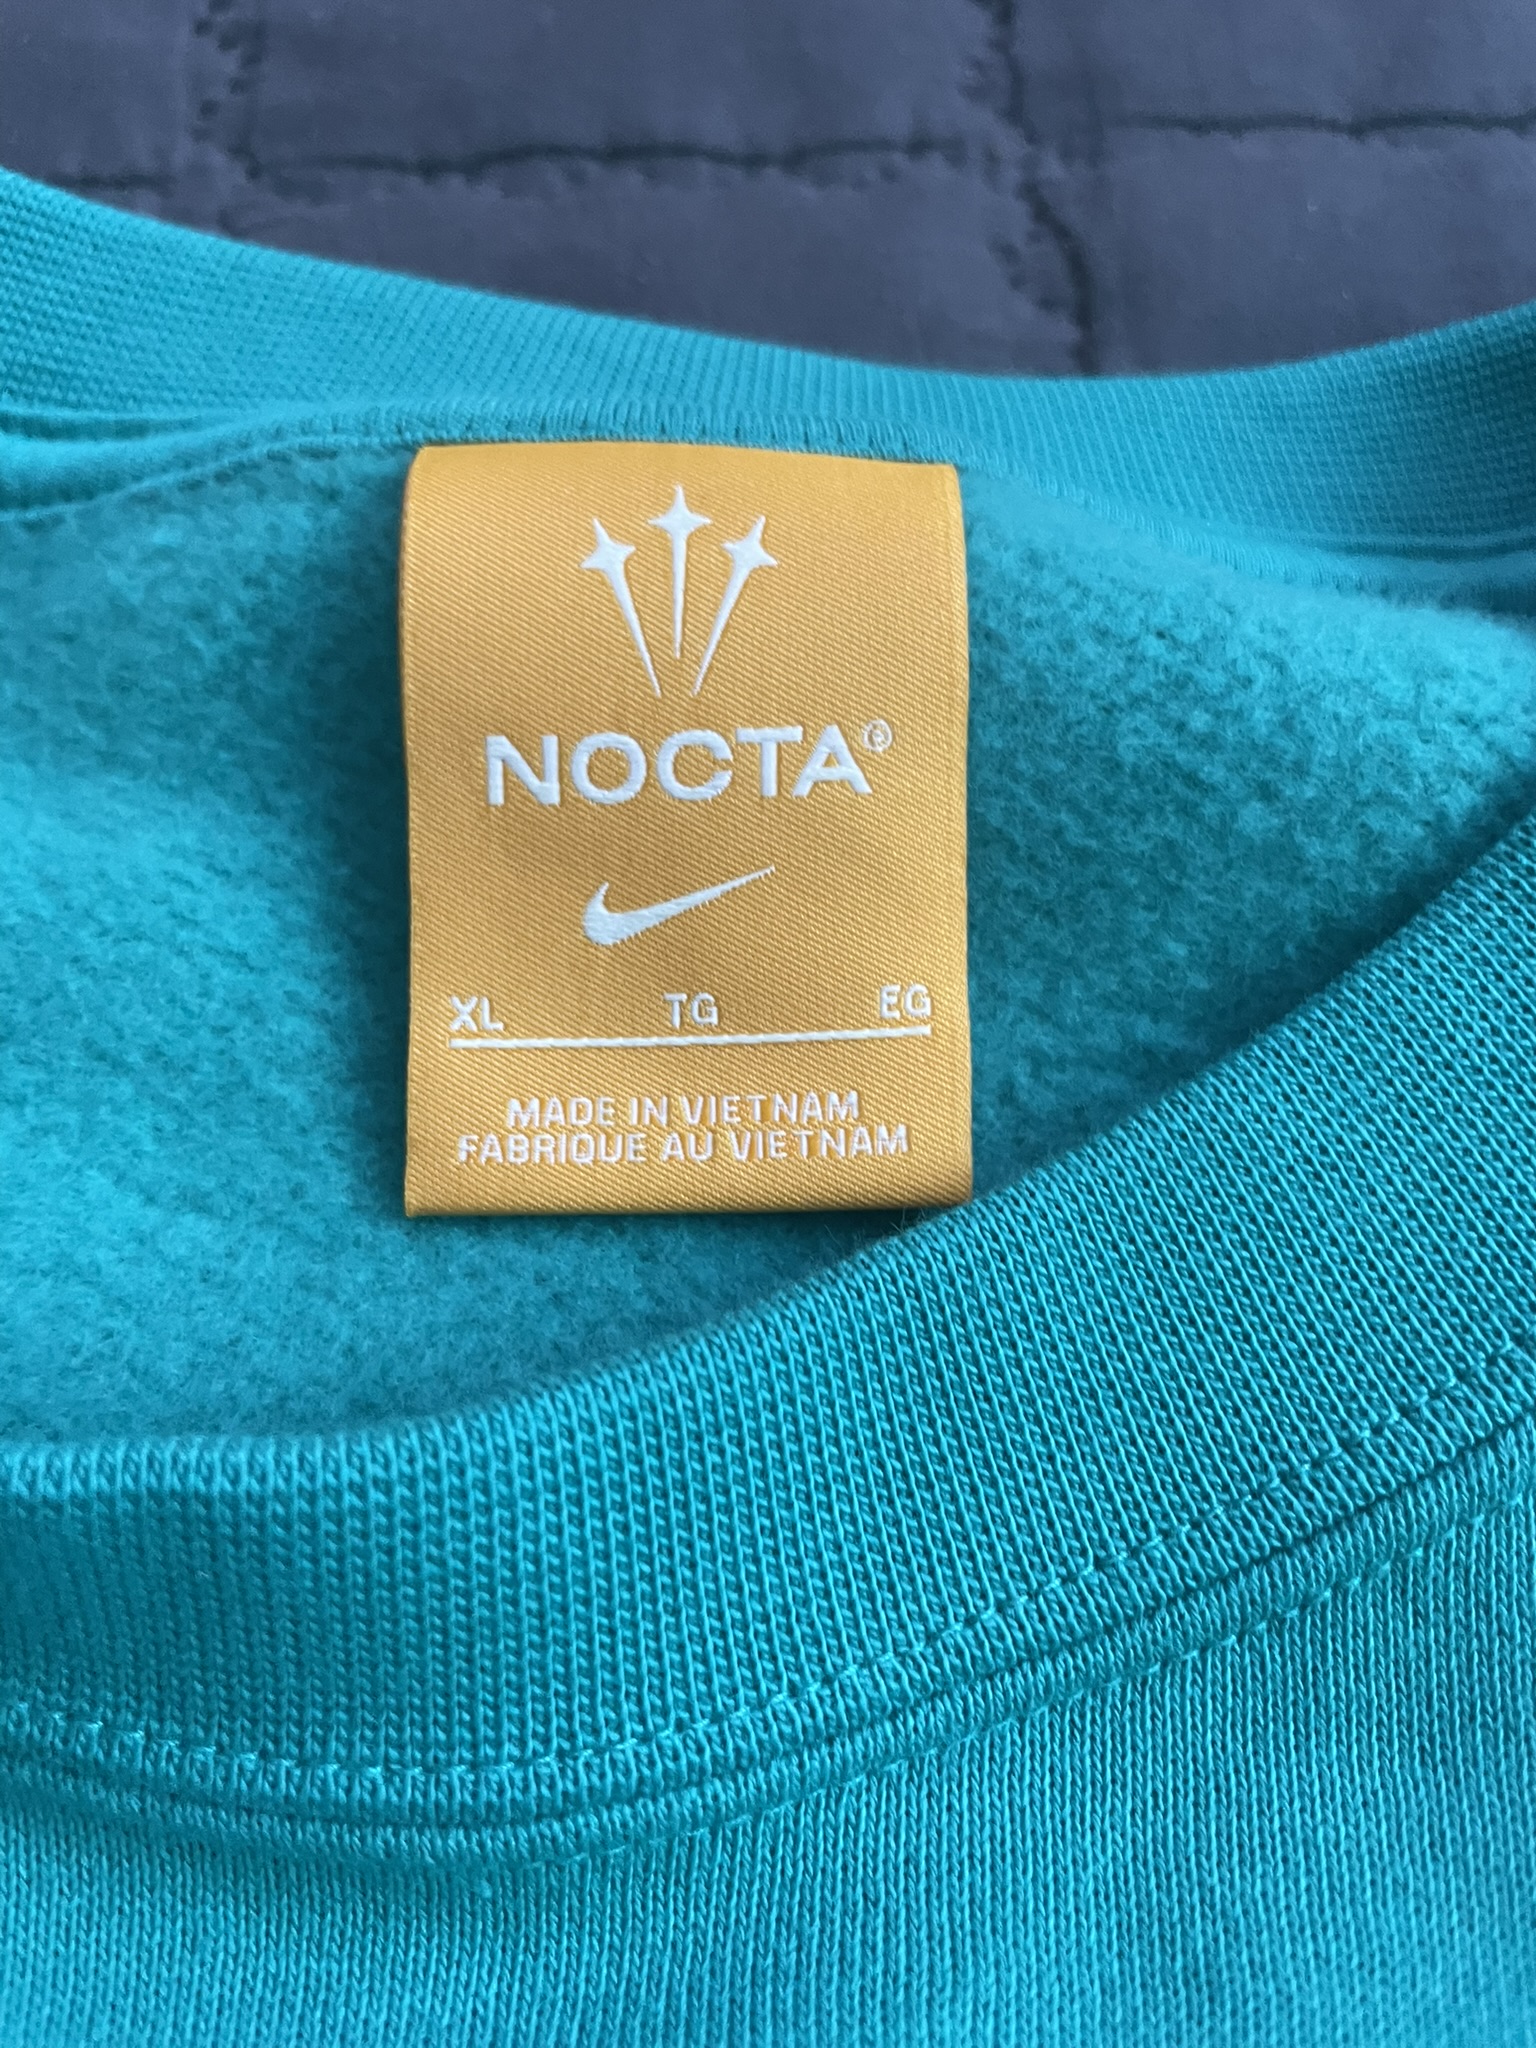 NOCTA®
XL TG EG
MADE IN VIETNAM
FABRIQUE AU VIETNAM